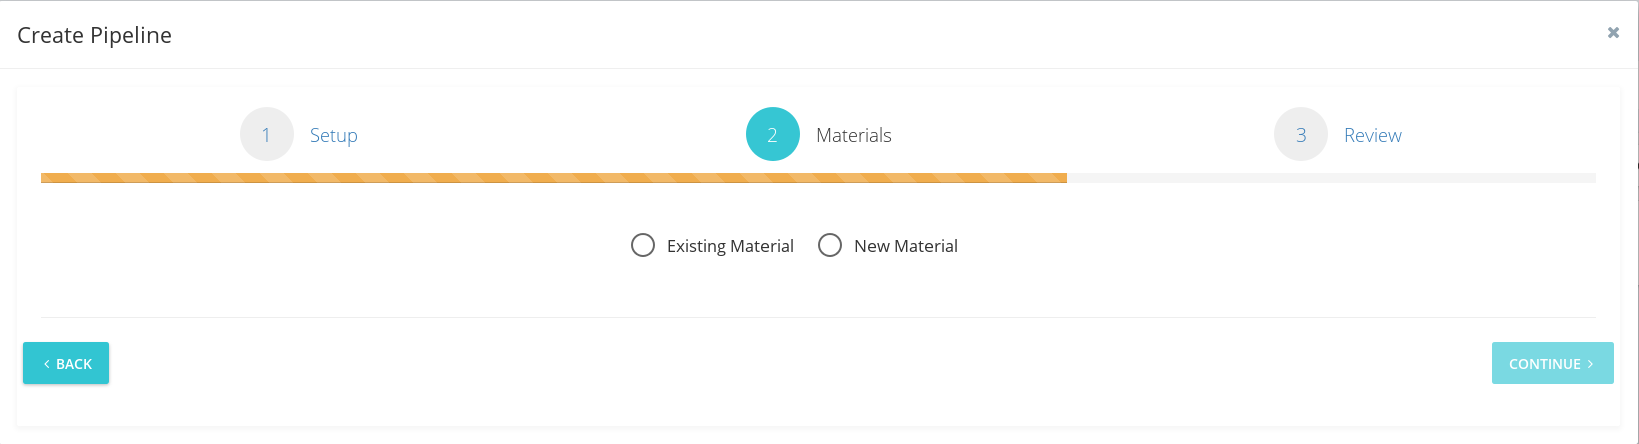 Create Pipeline
1 Setup
2 Materials
3 Review
Existing Material
New Material
BACK
CONTINUE